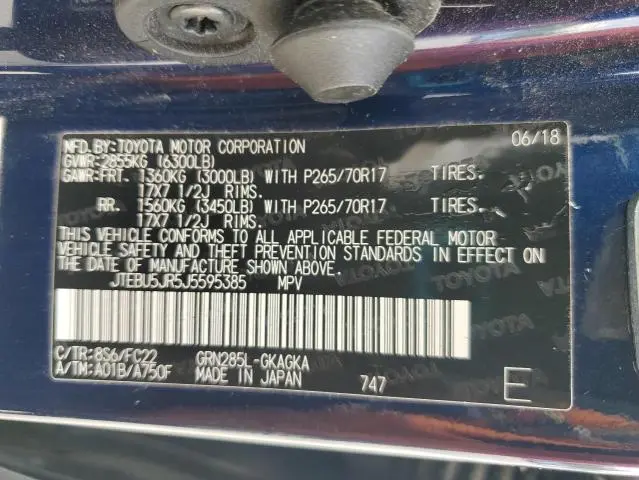 MFD.BY:TOYOTA MOTOR CORPORATION 06/18
GVWR:2855KG (6300LB)
GAWR:FRT. 1360KG (3000LB) WITH P265/70R17 TIRES.
17X7 1/2J RIMS.
RR. 1560KG (3450LB) WITH P265/70R17 TIRES.
17X7 1/2J RIMS.
THIS VEHICLE CONFORMS TO ALL APPLICABLE FEDERAL MOTOR
VEHICLE SAFETY AND THEFT PREVENTION STANDARDS IN EFFECT ON
THE DATE OF MANUFACTURE SHOWN ABOVE.
JTEBU5JR5J5595385 MPV
C/TR:8S6/FC22 GRN285L-GKAGKA
A/TM:A01B/A750F MADE IN JAPAN 747 E
TOYOTA
TOYOTA